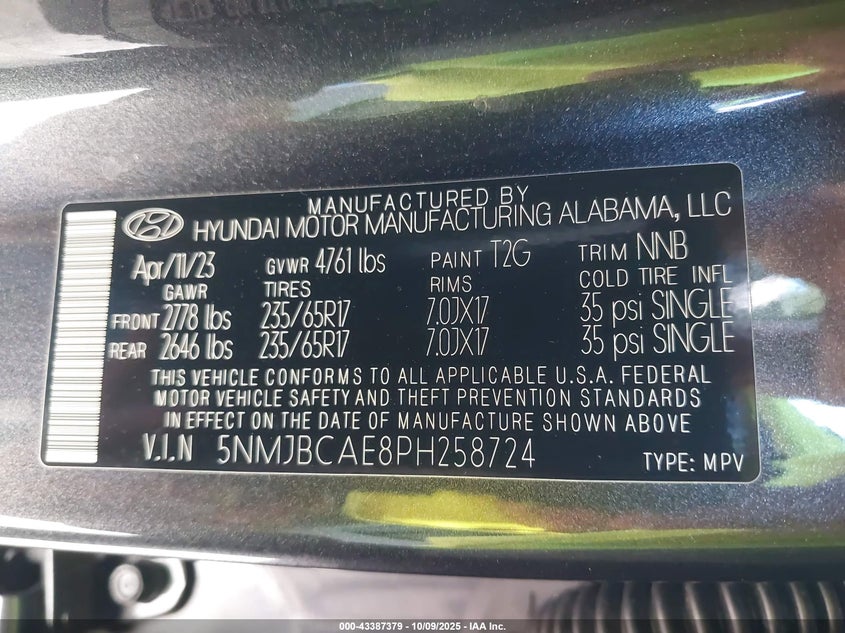 MANUFACTURED BY
HYUNDAI MOTOR MANUFACTURING ALABAMA, LLC
Apr/11/23 GVWR 4761 lbs PAINT T2G TRIM NNB
GAWR TIRES RIMS COLD TIRE INFL
FRONT 2778 lbs 235/65R17 7.0JX17 35 psi SINGLE
REAR 2646 lbs 235/65R17 7.0JX17 35 psi SINGLE
THIS VEHICLE CONFORMS TO ALL APPLICABLE U.S.A. FEDERAL
MOTOR VEHICLE SAFETY AND THEFT PREVENTION STANDARDS
IN EFFECT ON THE DATE OF MANUFACTURE SHOWN ABOVE
V.I.N 5NMJBCAE8PH258724 TYPE: MPV
000-43387379 - 10/09/2025 - IAA Inc.